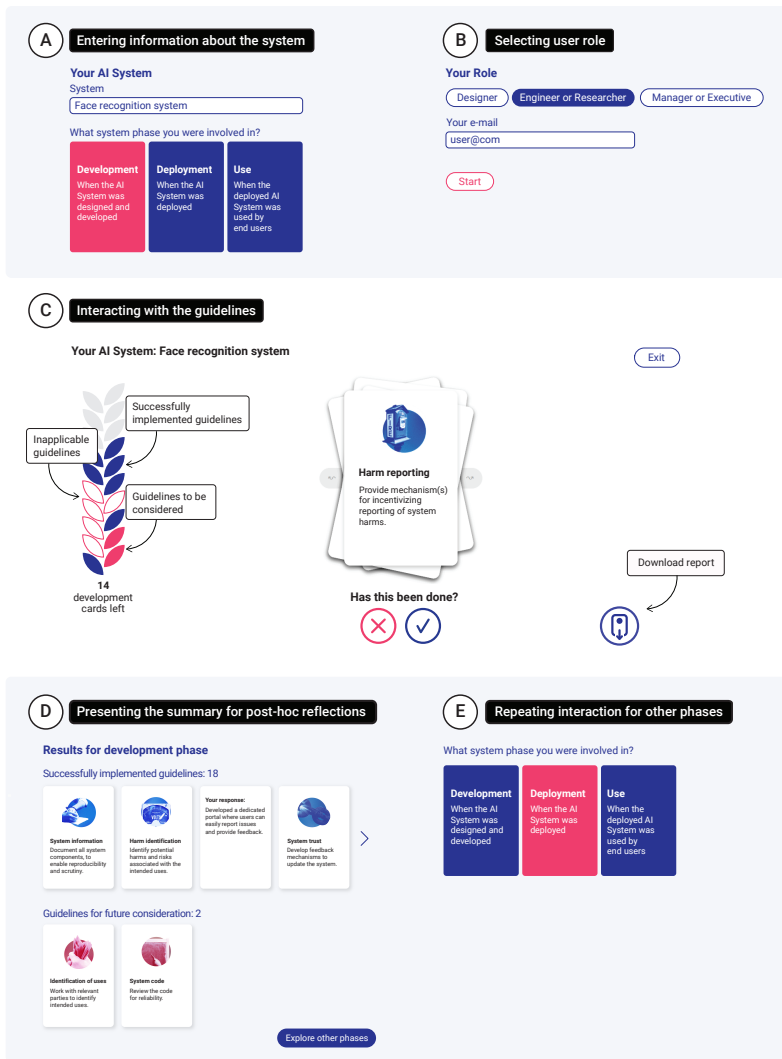 A
Entering information about the system
Your AI System
System
Face recognition system
What system phase you were involved in?
Development
When the AI
System was
designed and
developed
Deployment
When the AI
System was
deployed
Use
When the
deployed AI
System was
used by
end users
B
Selecting user role
Your Role
Designer
Engineer or Researcher
Manager or Executive
Your e-mail
user@com
Start
C
Interacting with the guidelines
Your AI System: Face recognition system
Exit
Successfully
implemented guidelines
Inapplicable
guidelines
Guidelines to be
considered
14
development
cards left
Harm reporting
Provide mechanism(s)
for incentivizing
reporting of system
harms.
Has this been done?
Download report
D
Presenting the summary for post-hoc reflections
Results for development phase
Successfully implemented guidelines: 18
System information
Document all system
components, to
enable reproducibility
and scrutiny.
Harm identification
Identify potential
harms and risks
associated with the
intended uses.
Your response:
Developed a dedicated
portal where users can
easily report issues
and provide feedback.
System trust
Develop feedback
mechanisms to
update the system.
Guidelines for future consideration: 2
Identification of uses
Work with relevant
parties to identify
intended uses.
System code
Review the code
for reliability.
Explore other phases
E
Repeating interaction for other phases
What system phase you were involved in?
Development
When the AI
System was
designed and
developed
Deployment
When the AI
System was
deployed
Use
When the
deployed AI
System was
used by
end users